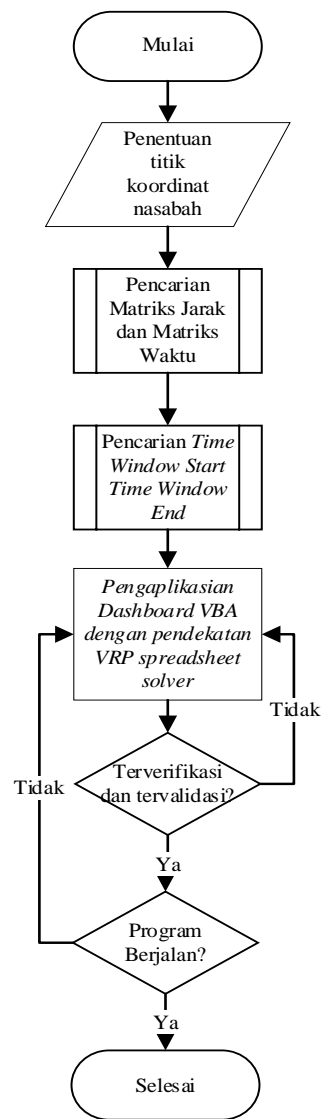 Mulai
Penentuan
titik
koordinat
nasabah
Pencarian
Matriks Jarak
dan Matriks
Waktu
Pencarian Time
Window Start
Time Window
End
Pengaplikasian
Dashboard VBA
dengan pendekatan
VRP spreadsheet
solver
Tidak
Terverifikasi
dan tervalidasi?
Tidak
Ya
Program
Berjalan?
Ya
Selesai